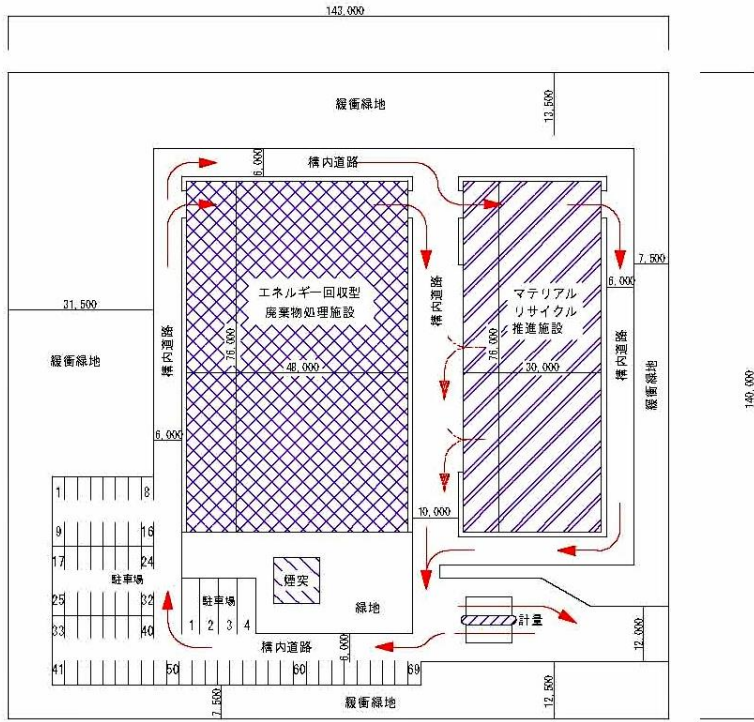 143,000
緩衝緑地
13,500
6,000
構内道路
7,500
6,000
エネルギー回収型
廃棄物処理施設
マテリアル
リサイクル
推進施設
31,500
構内道路
76,000
48,000
構内道路
76,000
30,000
構内道路
緩衝緑地
緩衝緑地
140,000
6,000
1
8
9
16
10,000
17
24
駐車場
煙突
25
32
駐車場
緑地
33
40
1 2 3 4
計量
構内道路
6,000
12,000
41
50
60
69
7,500
緩衝緑地
12,500